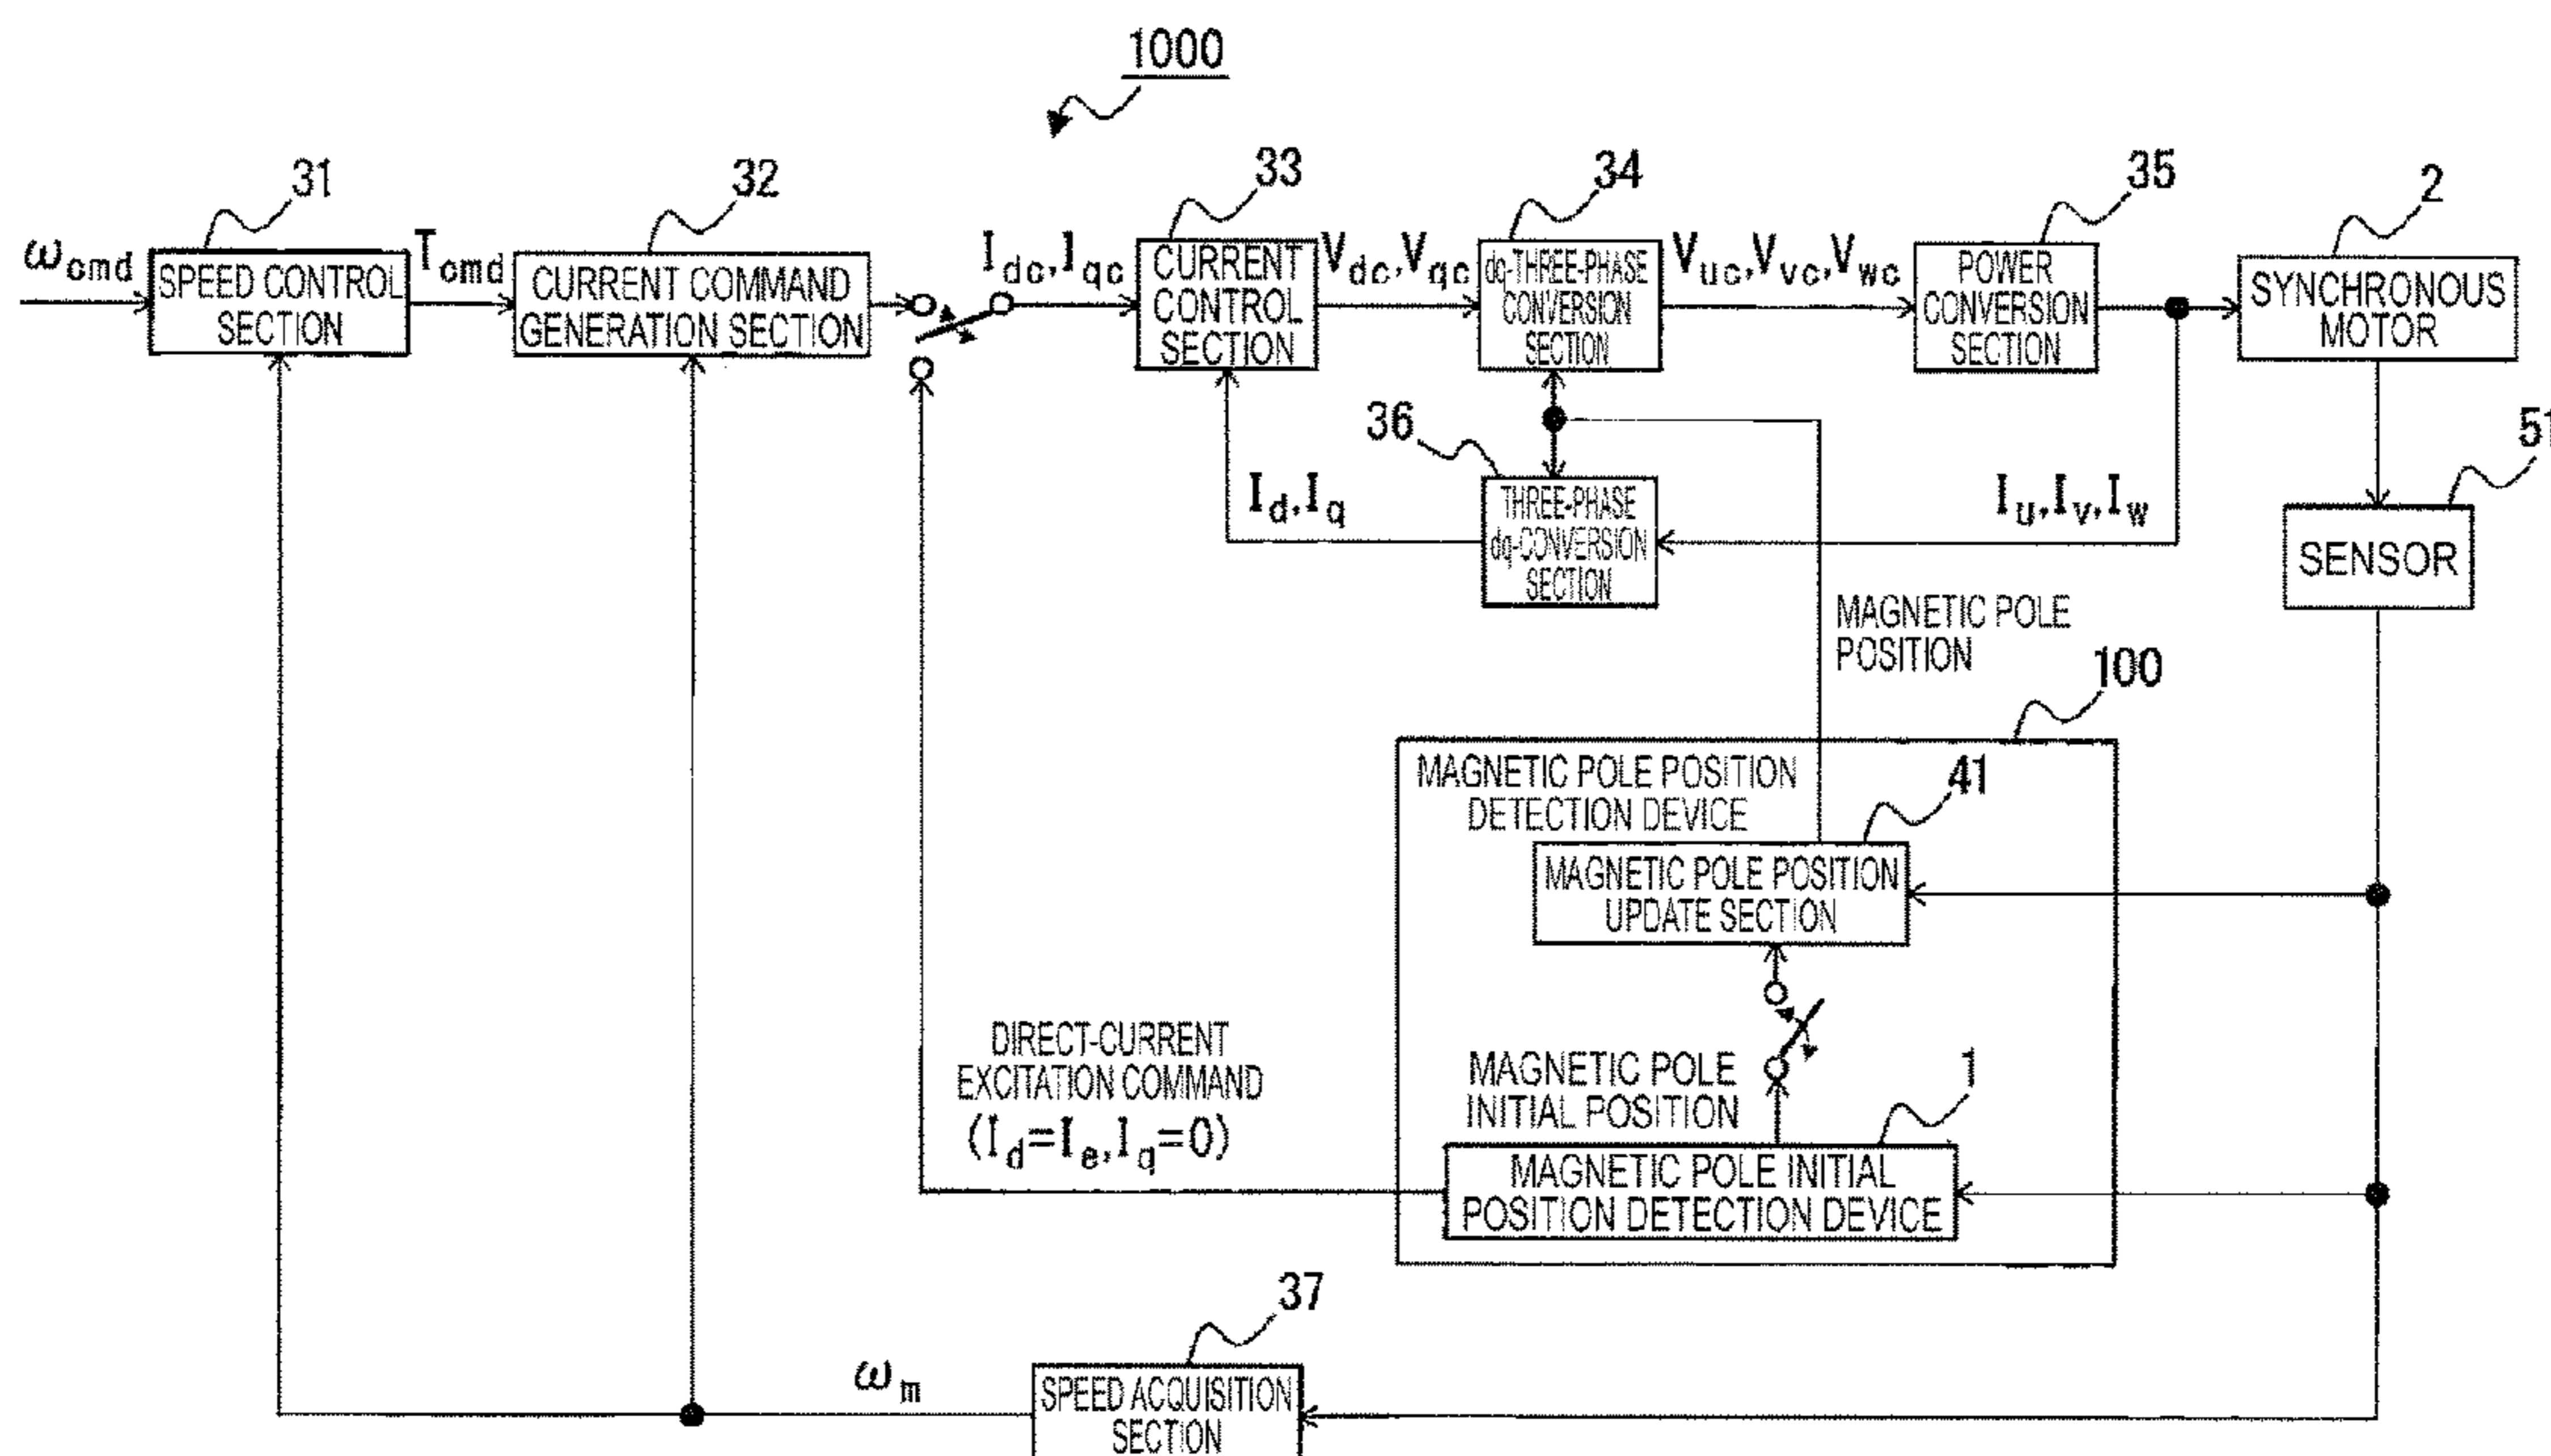 1000
31
32
33
34
35
2
ωcmd
SPEED CONTROL
SECTION
Tcmd
CURRENT COMMAND
GENERATION SECTION
Idc,Iqc
CURRENT
CONTROL
SECTION
Vdc,Vqc
dq-THREE-PHASE
CONVERSION
SECTION
Vuc,Vvc,Vwc
POWER
CONVERSION
SECTION
SYNCHRONOUS
MOTOR
36
51
Id,Iq
THREE-PHASE
dq-CONVERSION
SECTION
Iu,Iv,Iw
SENSOR
MAGNETIC POLE
POSITION
100
MAGNETIC POLE POSITION
DETECTION DEVICE
41
MAGNETIC POLE POSITION
UPDATE SECTION
DIRECT-CURRENT
EXCITATION COMMAND
(Id=Ie,Iq=0)
MAGNETIC POLE
INITIAL POSITION
1
MAGNETIC POLE INITIAL
POSITION DETECTION DEVICE
37
ωm
SPEED ACQUISITION
SECTION